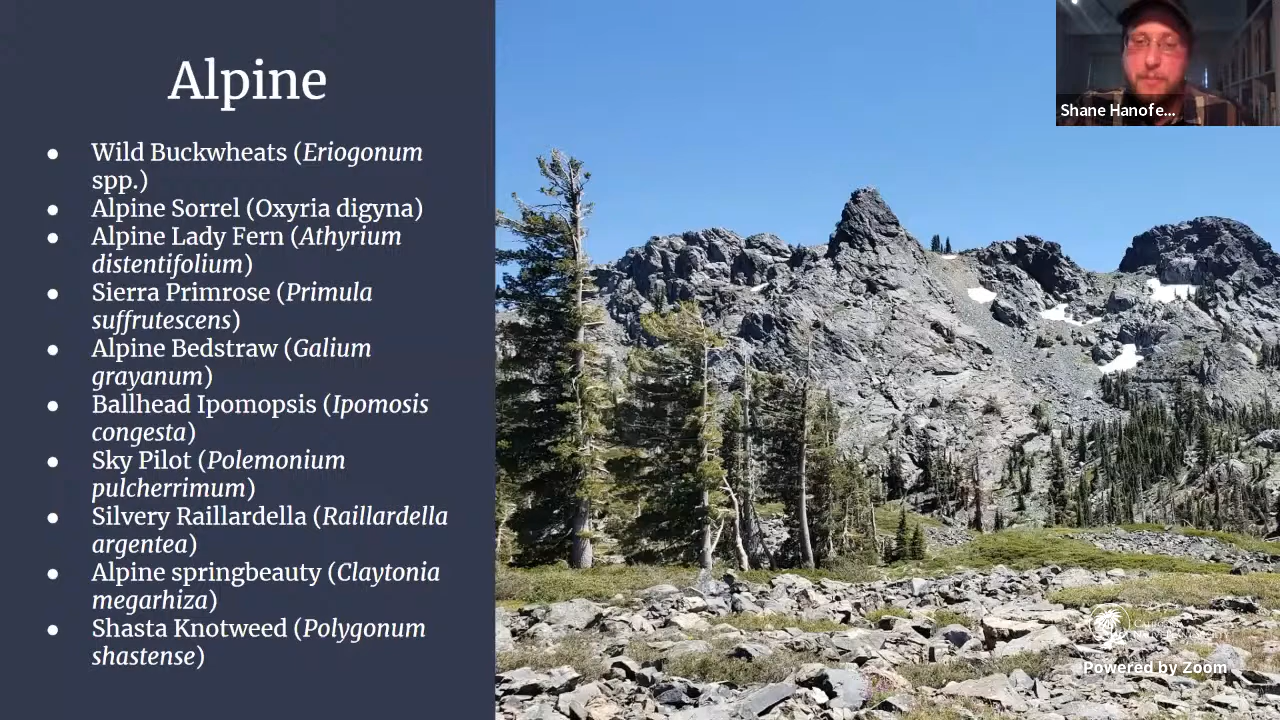 Alpine
● Wild Buckwheats (Eriogonum
spp.)
● Alpine Sorrel (Oxyria digyna)
● Alpine Lady Fern (Athyrium
distentifolium)
● Sierra Primrose (Primula
suffrutescens)
● Alpine Bedstraw (Galium
grayanum)
● Ballhead Ipomopsis (Ipomosis
congesta)
● Sky Pilot (Polemonium
pulcherrimum)
● Silvery Raillardella (Raillardella
argentea)
● Alpine springbeauty (Claytonia
megarhiza)
● Shasta Knotweed (Polygonum
shastense)
Shane Hanofe...
Powered by Zoom